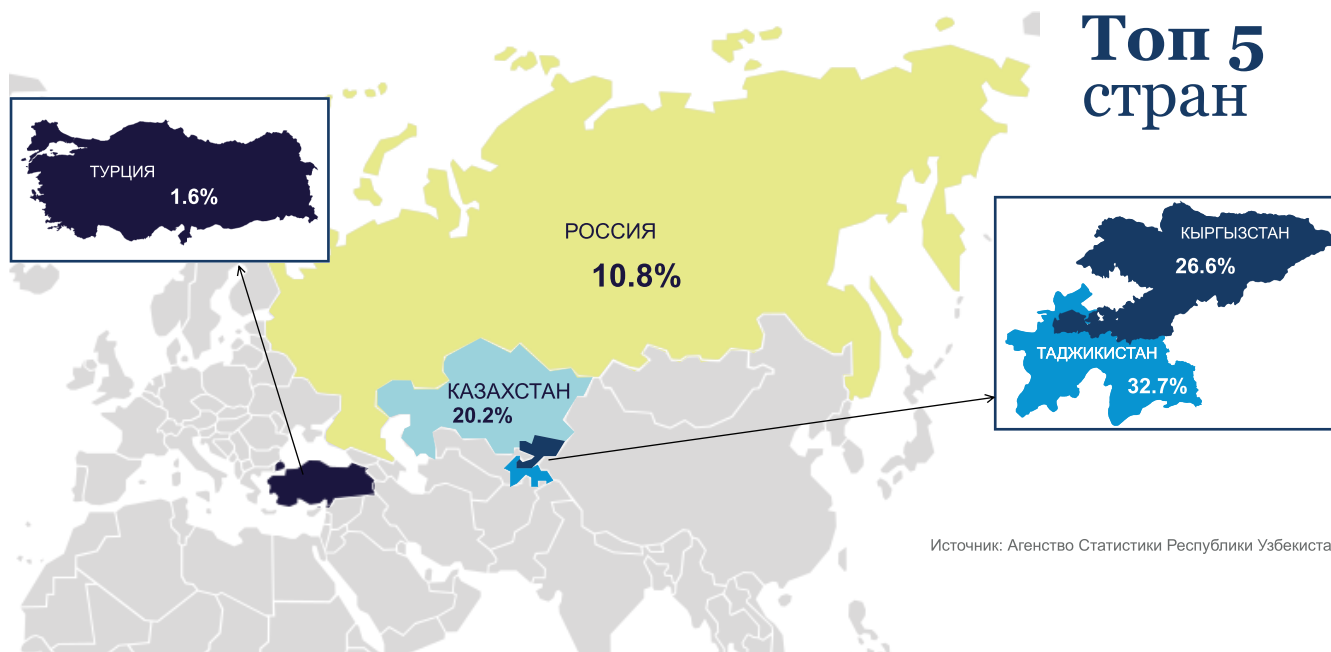 Топ 5
стран
ТУРЦИЯ
1.6%
РОССИЯ
10.8%
КЫРГЫЗСТАН
26.6%
ТАДЖИКИСТАН
32.7%
КАЗАХСТАН
20.2%
Источник: Агенство Статистики Республики Узбекиста